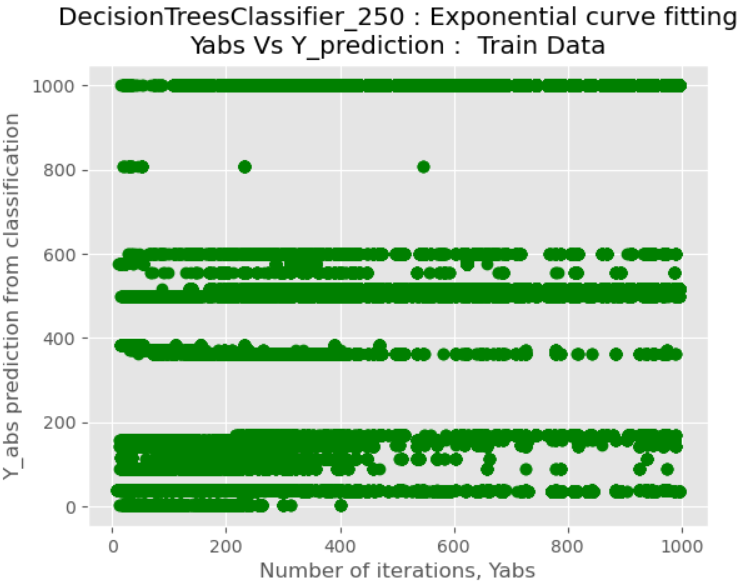 DecisionTreesClassifier_250 : Exponential curve fitting
Yabs Vs Y_prediction :  Train Data
Y_abs prediction from classification
1000
800
600
400
200
0
0 200 400 600 800 1000
Number of iterations, Yabs